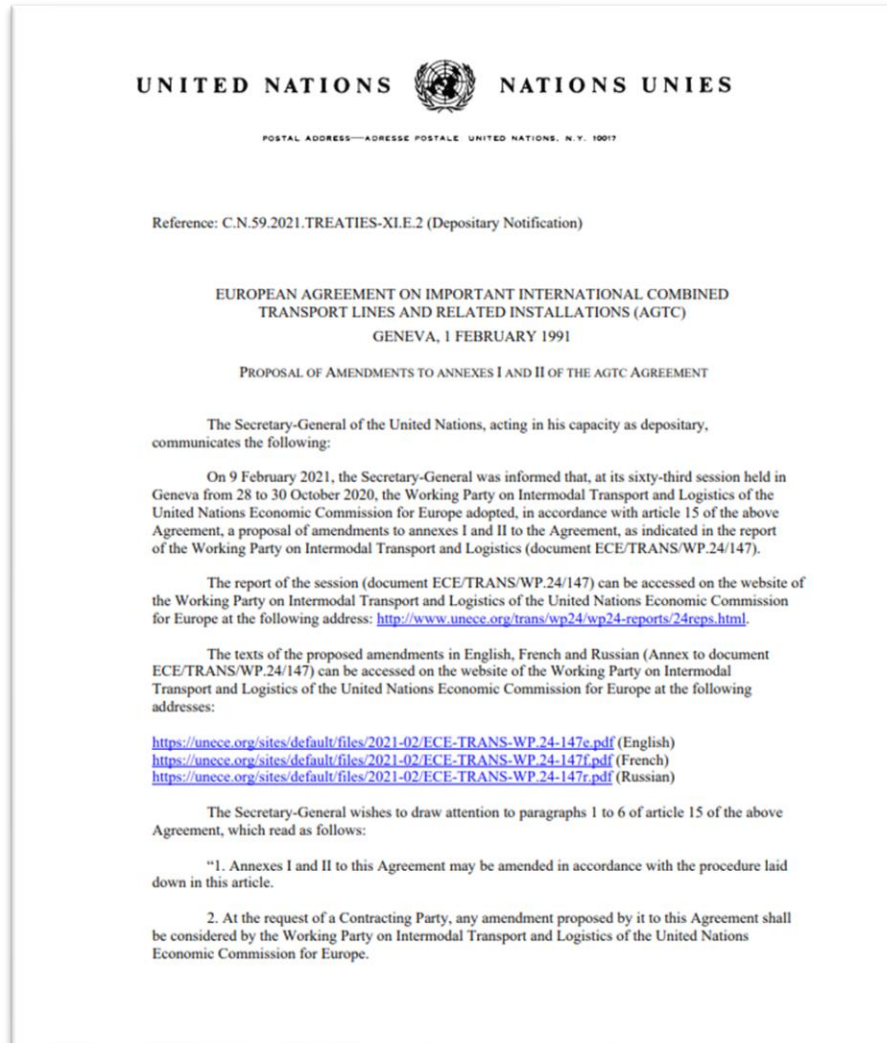 UNITED NATIONS NATIONS UNIES
POSTAL ADDRESS—ADRESSE POSTALE UNITED NATIONS, N.Y. 10017
Reference: C.N.59.2021.TREATIES-XI.E.2 (Depositary Notification)
EUROPEAN AGREEMENT ON IMPORTANT INTERNATIONAL COMBINED
TRANSPORT LINES AND RELATED INSTALLATIONS (AGTC)
GENEVA, 1 FEBRUARY 1991
PROPOSAL OF AMENDMENTS TO ANNEXES I AND II OF THE AGTC AGREEMENT
The Secretary-General of the United Nations, acting in his capacity as depositary,
communicates the following:
On 9 February 2021, the Secretary-General was informed that, at its sixty-third session held in
Geneva from 28 to 30 October 2020, the Working Party on Intermodal Transport and Logistics of the
United Nations Economic Commission for Europe adopted, in accordance with article 15 of the above
Agreement, a proposal of amendments to annexes I and II to the Agreement, as indicated in the report
of the Working Party on Intermodal Transport and Logistics (document ECE/TRANS/WP.24/147).
The report of the session (document ECE/TRANS/WP.24/147) can be accessed on the website of
the Working Party on Intermodal Transport and Logistics of the United Nations Economic Commission
for Europe at the following address: http://www.unece.org/trans/wp24/wp24-reports/24reps.html.
The texts of the proposed amendments in English, French and Russian (Annex to document
ECE/TRANS/WP.24/147) can be accessed on the website of the Working Party on Intermodal
Transport and Logistics of the United Nations Economic Commission for Europe at the following
addresses:
https://unece.org/sites/default/files/2021-02/ECE-TRANS-WP.24-147e.pdf (English)
https://unece.org/sites/default/files/2021-02/ECE-TRANS-WP.24-147f.pdf (French)
https://unece.org/sites/default/files/2021-02/ECE-TRANS-WP.24-147r.pdf (Russian)
The Secretary-General wishes to draw attention to paragraphs 1 to 6 of article 15 of the above
Agreement, which read as follows:
“1. Annexes I and II to this Agreement may be amended in accordance with the procedure laid
down in this article.
2. At the request of a Contracting Party, any amendment proposed by it to this Agreement shall
be considered by the Working Party on Intermodal Transport and Logistics of the United Nations
Economic Commission for Europe.